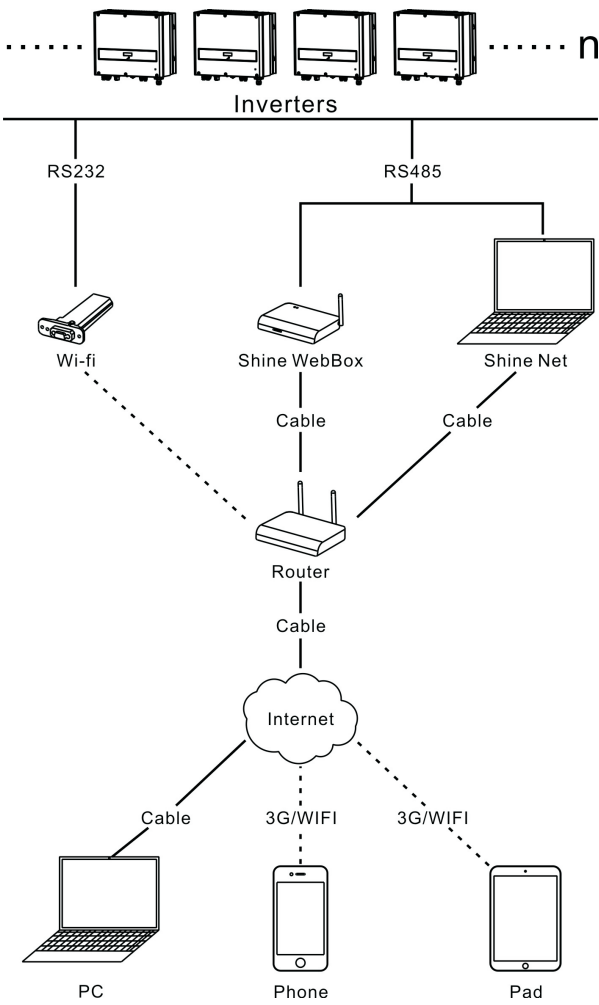 n
Inverters
RS232
RS485
Wi-fi
Shine WebBox
Shine Net
Cable
Cable
Router
Cable
Internet
Cable
3G/WIFI
3G/WIFI
PC
Phone
Pad